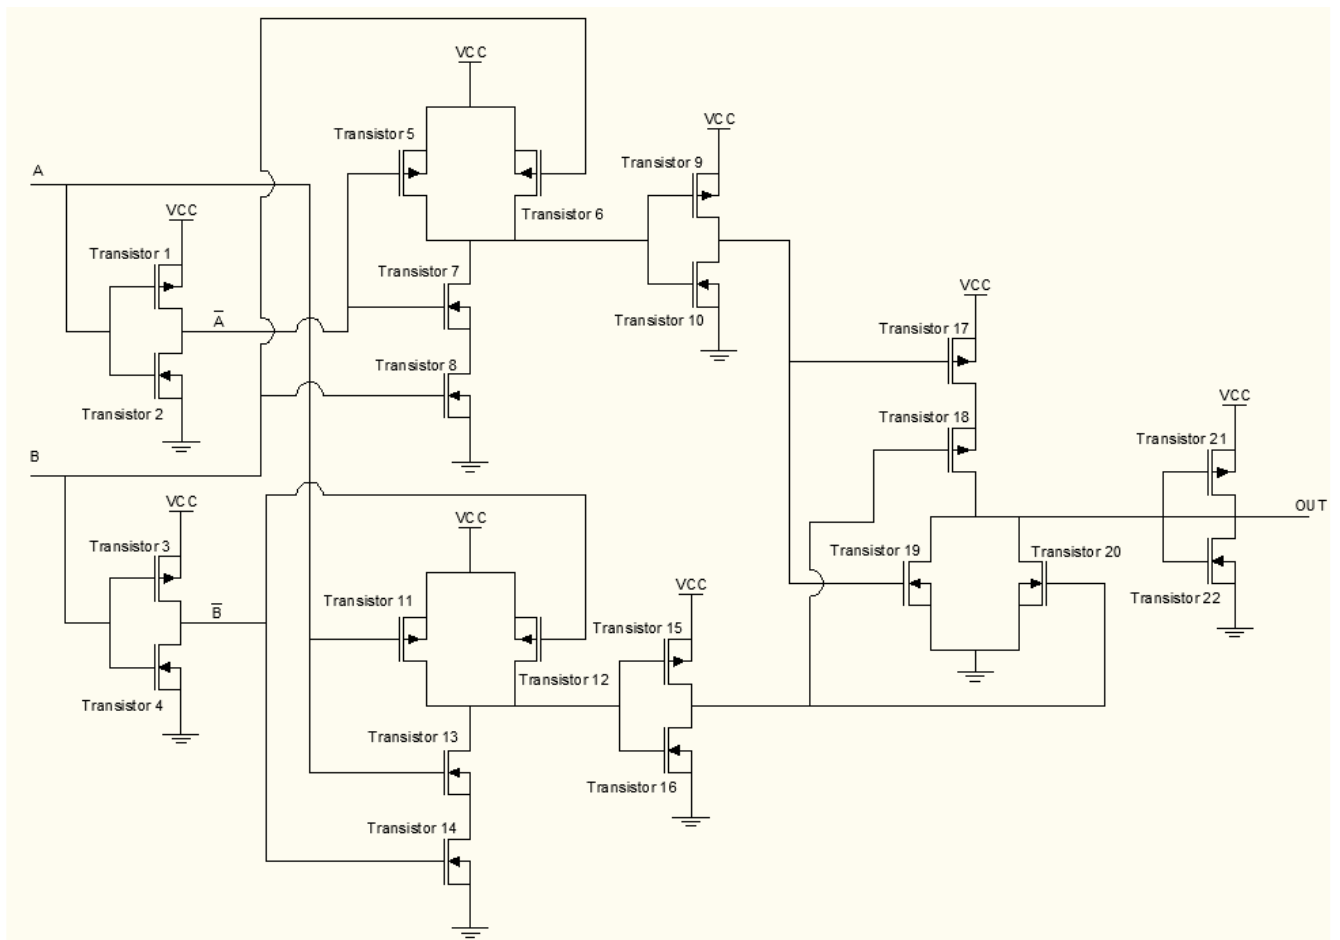 VCC
Transistor 5
VCC
Transistor 9
A
Transistor 6
VCC
Transistor 1
Transistor 7
VCC
A
Transistor 10
Transistor 17
Transistor 8
VCC
Transistor 2
Transistor 18
Transistor 21
B
VCC
OUT
VCC
Transistor 3
Transistor 19
Transistor 20
VCC
Transistor 11
B
Transistor 22
Transistor 15
Transistor 12
Transistor 4
Transistor 13
Transistor 16
Transistor 14